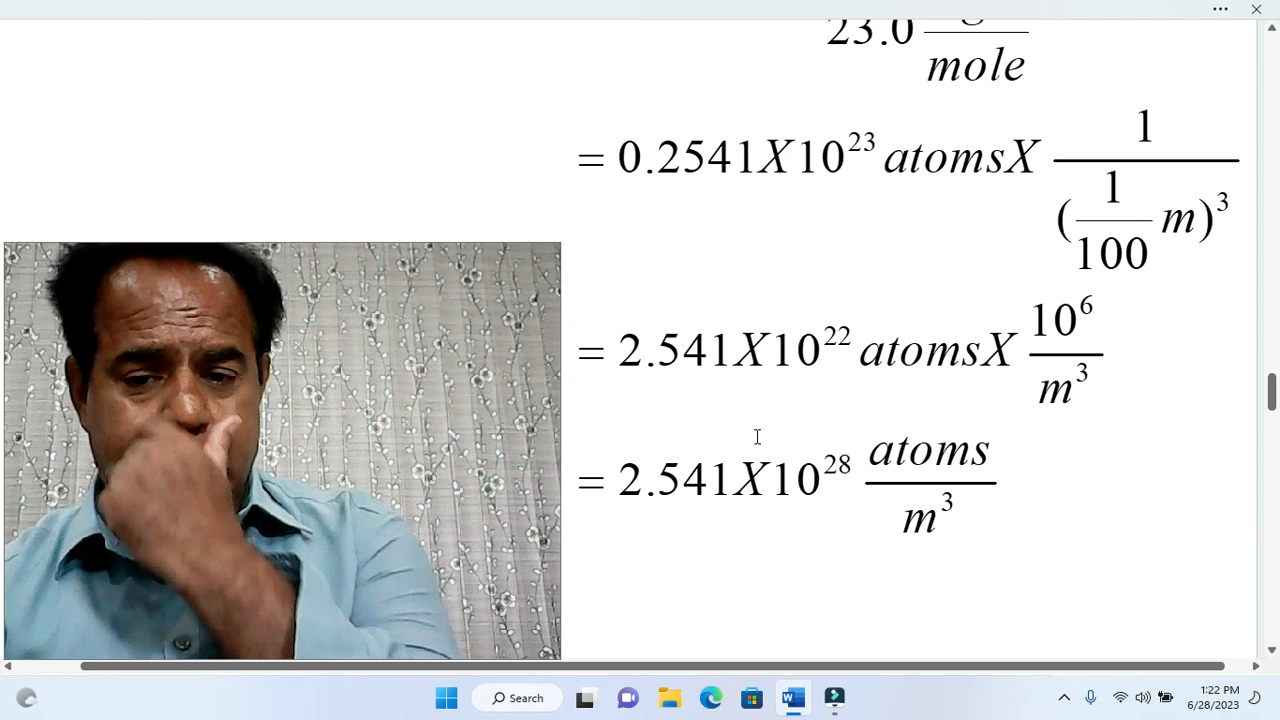 23.0 g/mole
= 0.2541X10^23 atomsX 1/((1/100 m)^3)
= 2.541X10^22 atomsX 10^6/m^3
= 2.541X10^28 atoms/m^3
Search
1:22 PM
6/28/2023